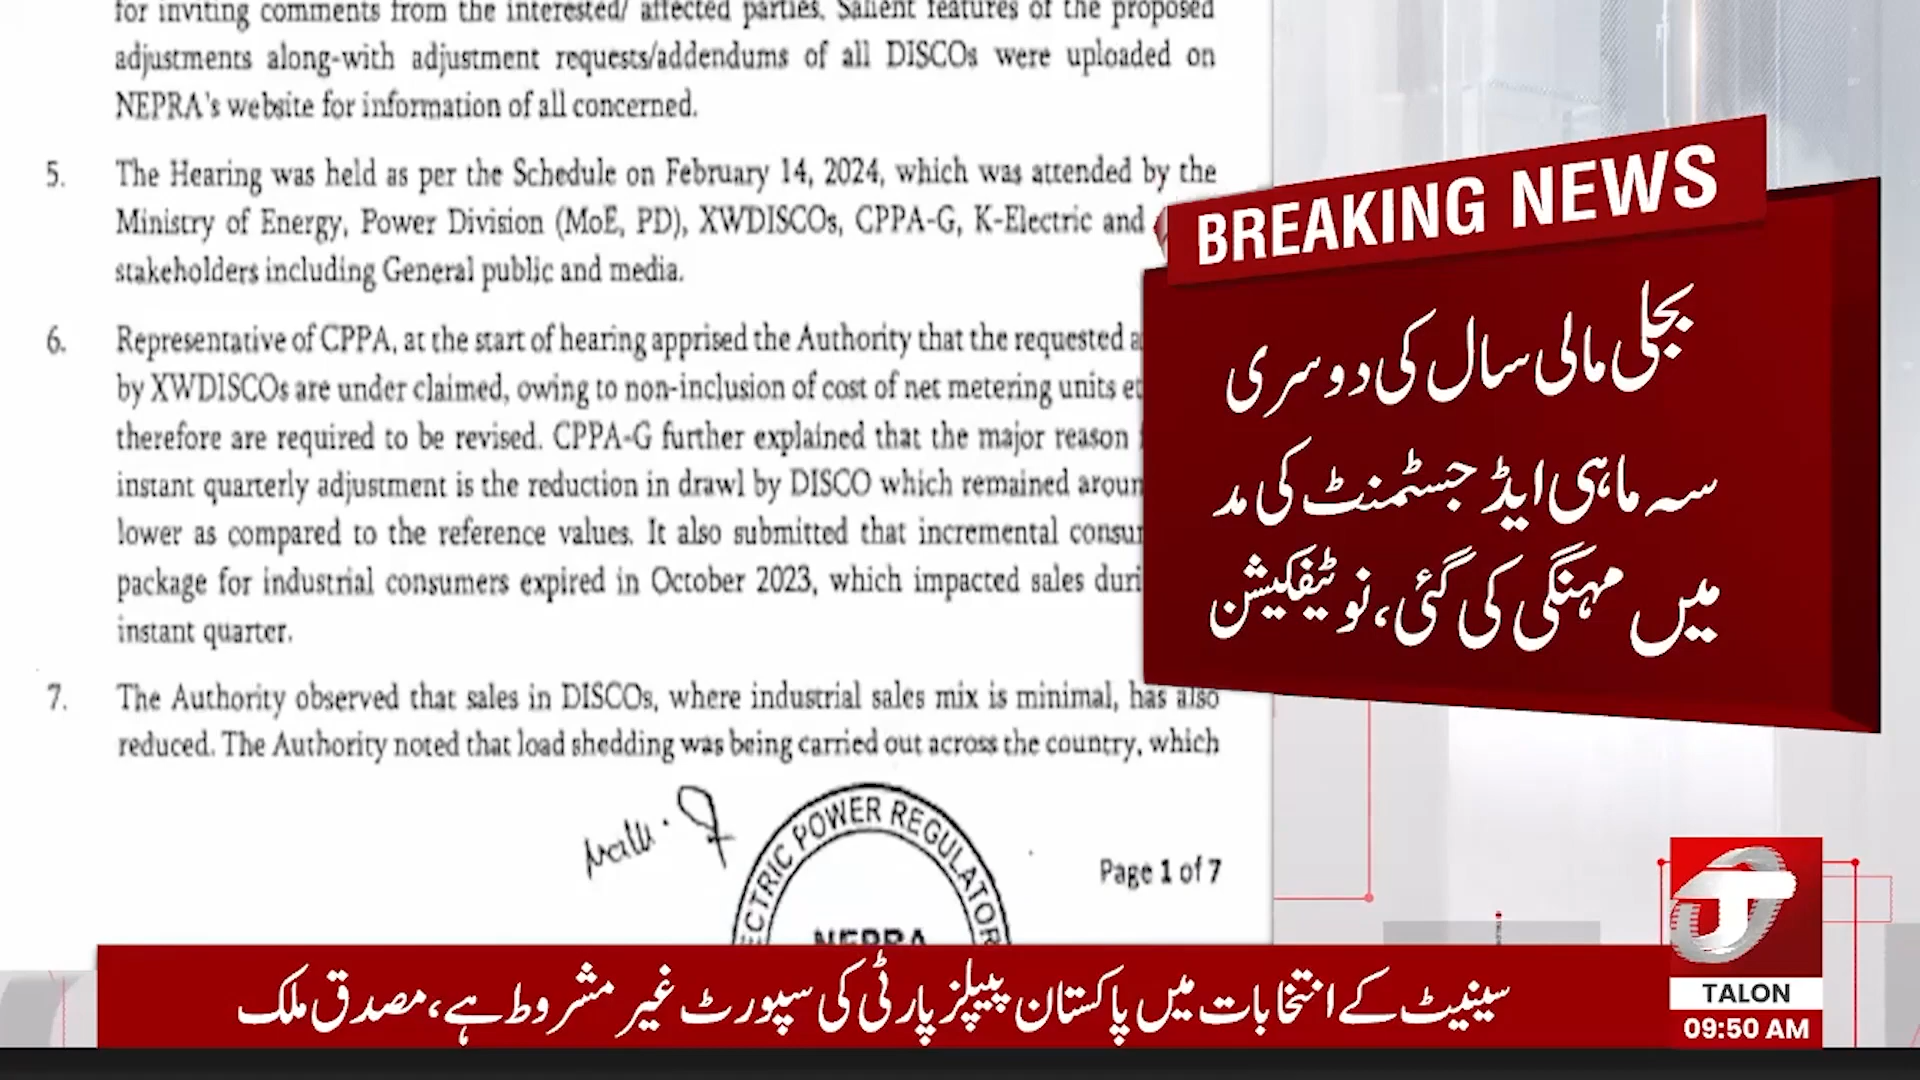 for inviting comments from the interested/ affected parties. Salient features of the proposed
adjustments along-with adjustment requests/addendums of all DISCOs were uploaded on
NEPRA's website for information of all concerned.
5. The Hearing was held as per the Schedule on February 14, 2024, which was attended by the
Ministry of Energy, Power Division (MoE, PD), XWDISCOs, CPPA-G, K-Electric and
stakeholders including General public and media.
6. Representative of CPPA, at the start of hearing apprised the Authority that the requested
by XWDISCOs are under claimed, owing to non-inclusion of cost of net metering units
therefore are required to be revised. CPPA-G further explained that the major reason
instant quarterly adjustment is the reduction in drawl by DISCO which remained
lower as compared to the reference values. It also submitted that incremental
package for industrial consumers expired in October 2023, which impacted sales
instant quarter.
7. The Authority observed that sales in DISCOs, where industrial sales mix is minimal, has also
reduced. The Authority noted that load shedding was being carried out across the country, which
ECTRIC POWER REGULATOR
NEPRA
Page 1 of 7
BREAKING NEWS
بجلی مالی سال کی دوسری
سہ ماہی ایڈجسٹمنٹ کی مد
میں مہنگی کی گئی، نوٹیفکیشن
سینیٹ کے انتخابات میں پاکستان پیپلز پارٹی کی سپورٹ غیر مشروط ہے، مصدق ملک
TALON
09:50 AM